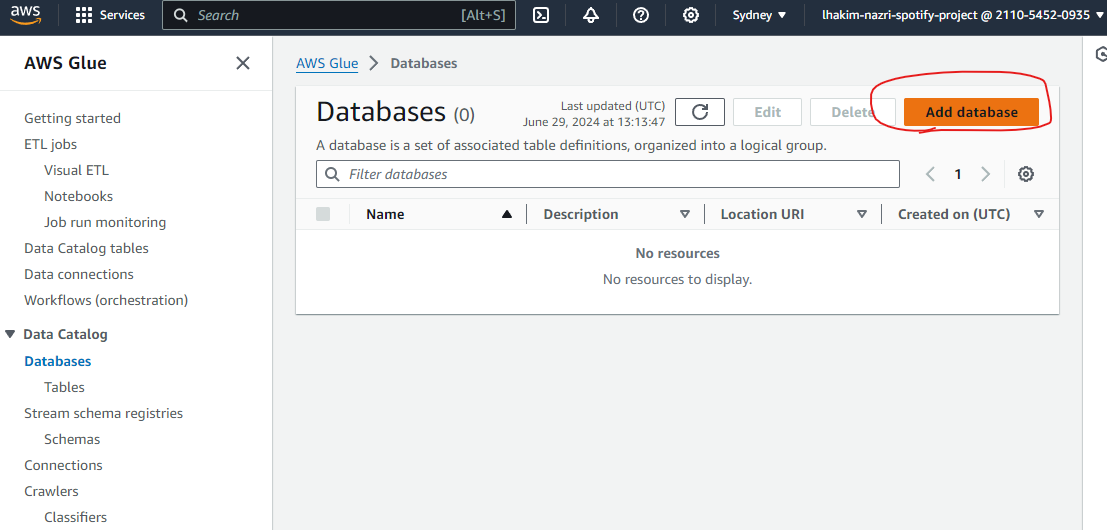 aws
Services
Search
[Alt+S]
Sydney
lhakim-nazri-spotify-project @ 2110-5452-0935
AWS Glue
Getting started
ETL jobs
Visual ETL
Notebooks
Job run monitoring
Data Catalog tables
Data connections
Workflows (orchestration)
Data Catalog
Databases
Tables
Stream schema registries
Schemas
Connections
Crawlers
Classifiers
AWS Glue
Databases
Databases (0)
Last updated (UTC)
June 29, 2024 at 13:13:47
Edit
Delete
Add database
A database is a set of associated table definitions, organized into a logical group.
Filter databases
1
Name
Description
Location URI
Created on (UTC)
No resources
No resources to display.